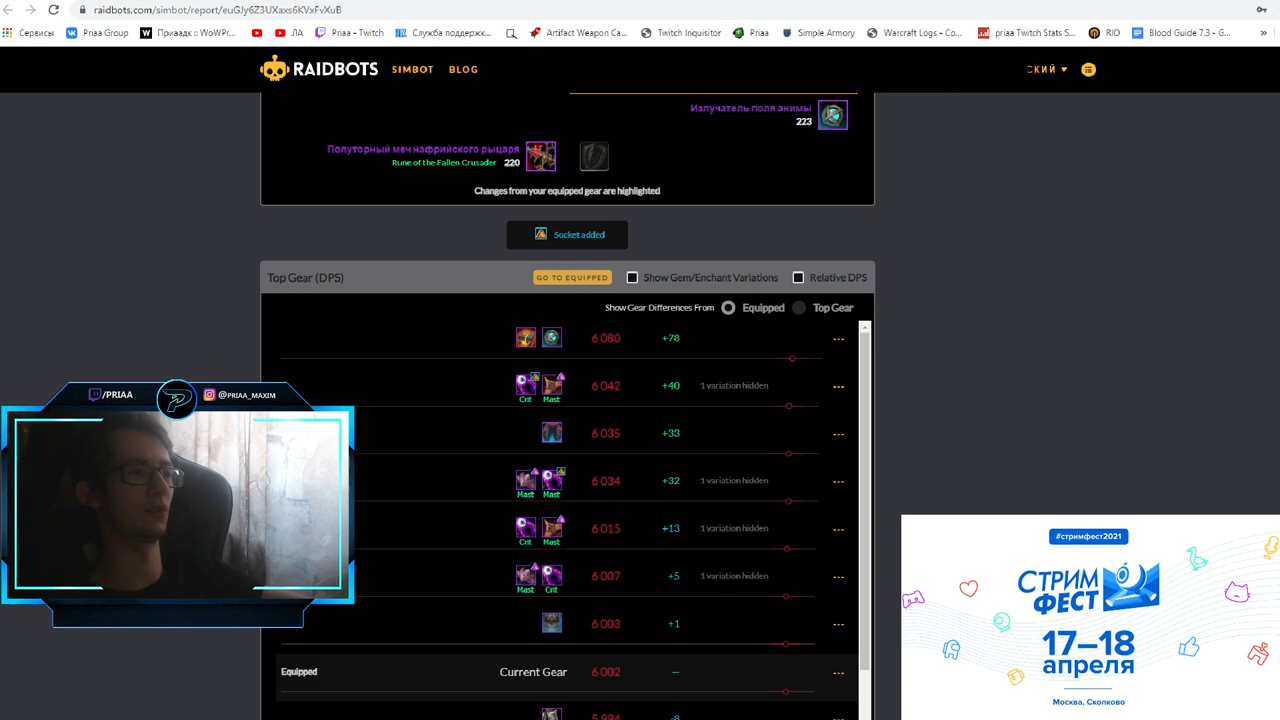 raidbots.com/simbot/report/euGJy6Z3UXaxs6KVxFvXuB
Сервисы Priaa Group Приаадк :: WoWPr... ЛА Priaa - Twitch Служба поддержк... Artifact Weapon Ca... Twitch Inquisitor Priaa Simple Armory Warcraft Logs - Co... priaa Twitch Stats S... RIO Blood Guide 7.3 - G... »
RAIDBOTS SIMBOT BLOG СКИЙ
Излучатель поля анимы
223
Полуторный меч нафрийского рыцаря
Rune of the Fallen Crusader 220
Changes from your equipped gear are highlighted
Socket added
Top Gear (DPS) GO TO EQUIPPED Show Gem/Enchant Variations Relative DPS
Show Gear Differences From Equipped Top Gear
6 080 +78 ---
6 042 +40 1 variation hidden ---
Crit Mast
6 035 +33 ---
6 034 +32 1 variation hidden ---
Mast Mast
6 015 +13 1 variation hidden ---
Crit Mast
6 007 +5 1 variation hidden ---
Mast Crit
6 003 +1 ---
Equipped Current Gear 6 002 — ---
5 994 -8
/PRIAA @PRIAA_MAXIM
#стримфест2021
СТРИМ
ФЕСТ
17–18
апреля
Москва, Сколково